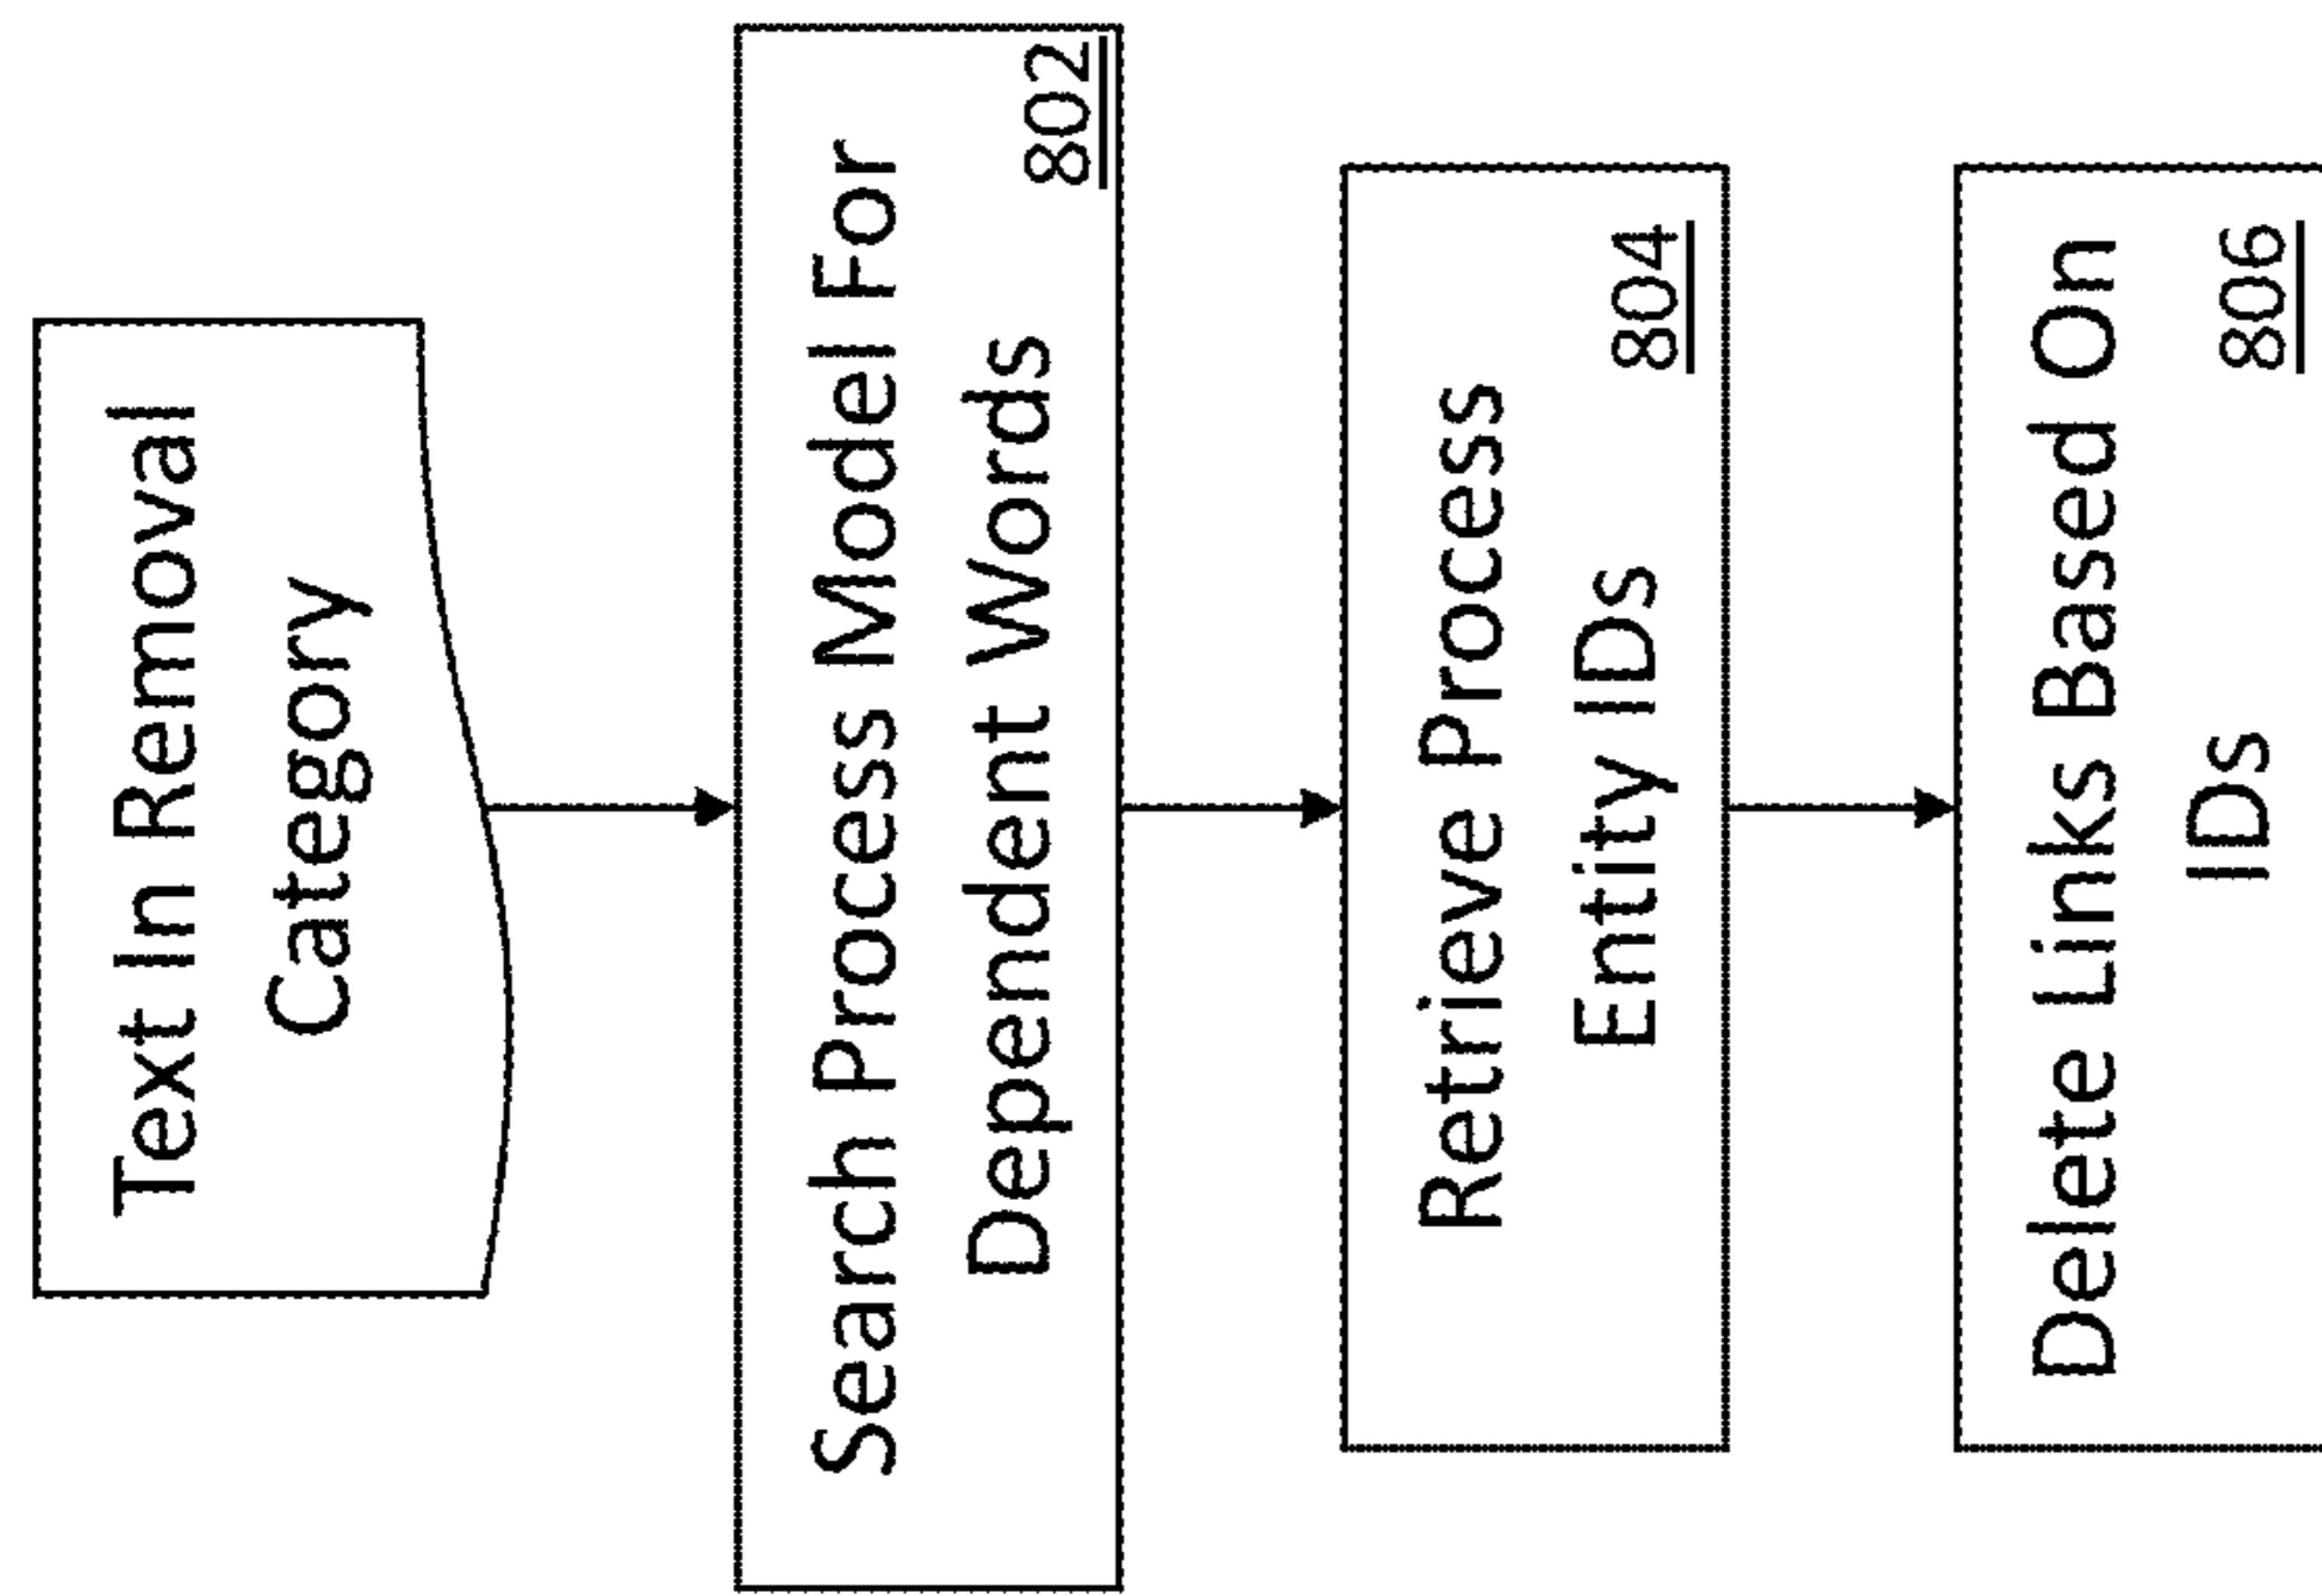 Text In Removal
Category
Search Process Model For
Dependent Words
802
Retrieve Process
Entity IDs
804
Delete Links Based On
IDs
806